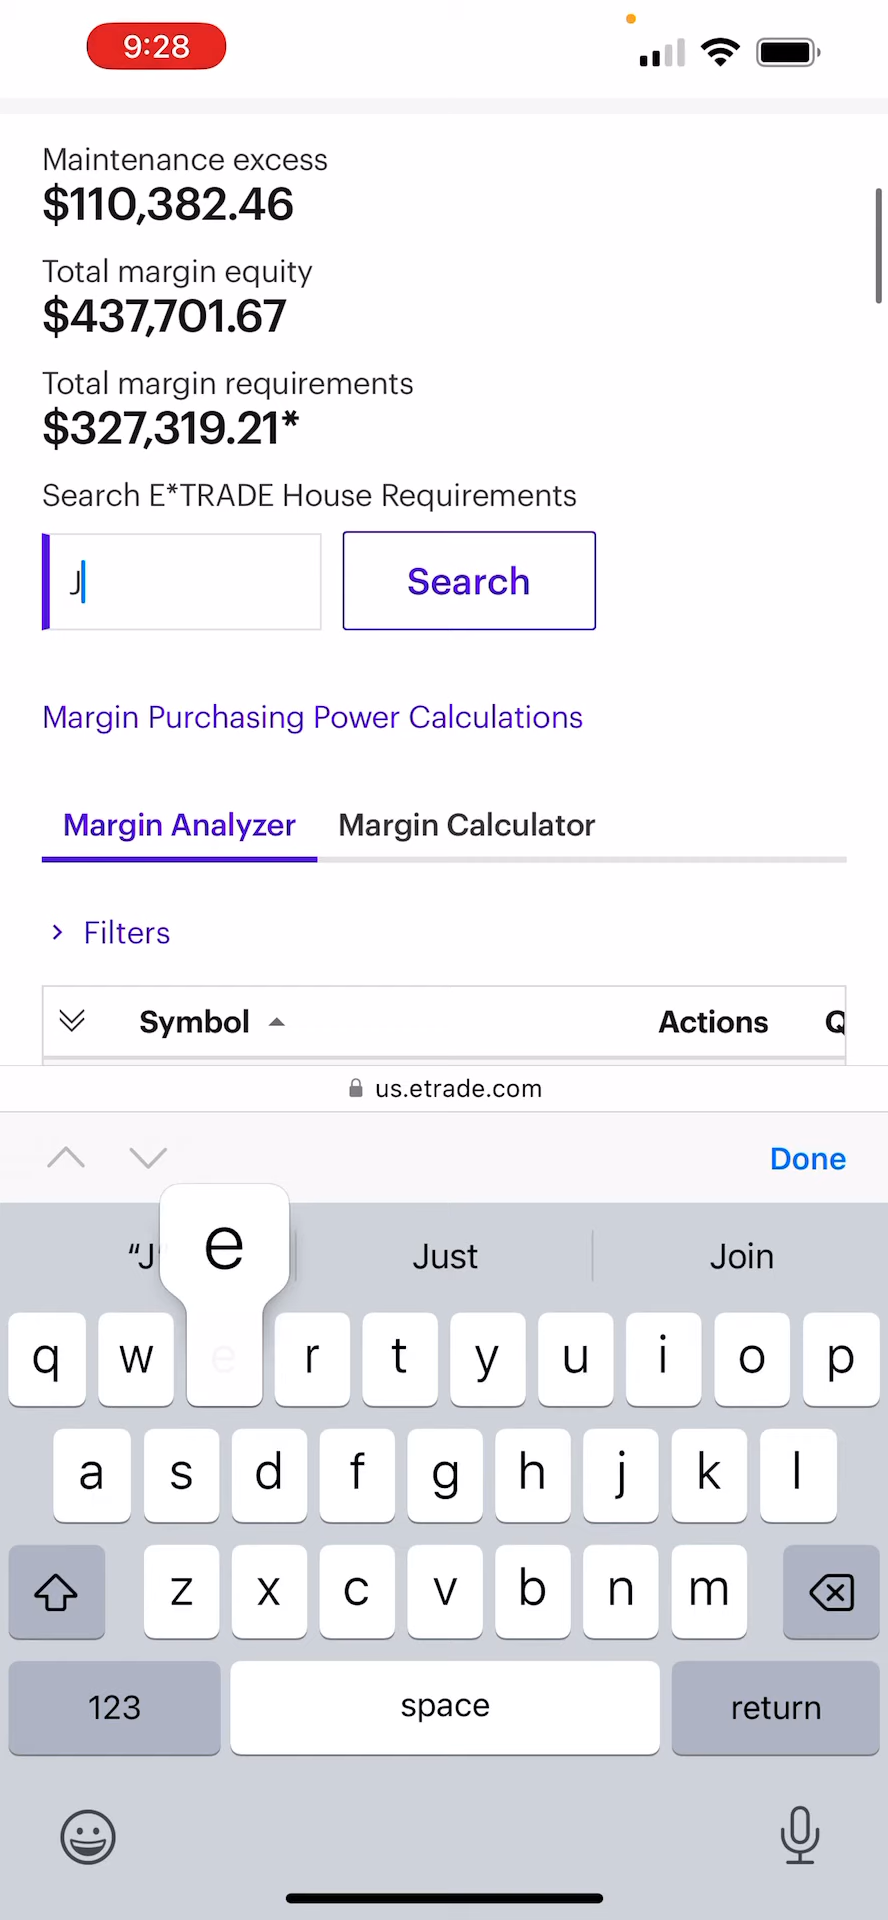 9:28
Maintenance excess
$110,382.46
Total margin equity
$437,701.67
Total margin requirements
$327,319.21*
Search E*TRADE House Requirements
J Search
Margin Purchasing Power Calculations
Margin Analyzer Margin Calculator
Filters
Symbol Actions Q
us.etrade.com
Done
e
“J Just Join
q w e r t y u i o p
a s d f g h j k l
z x c v b n m
123 space return